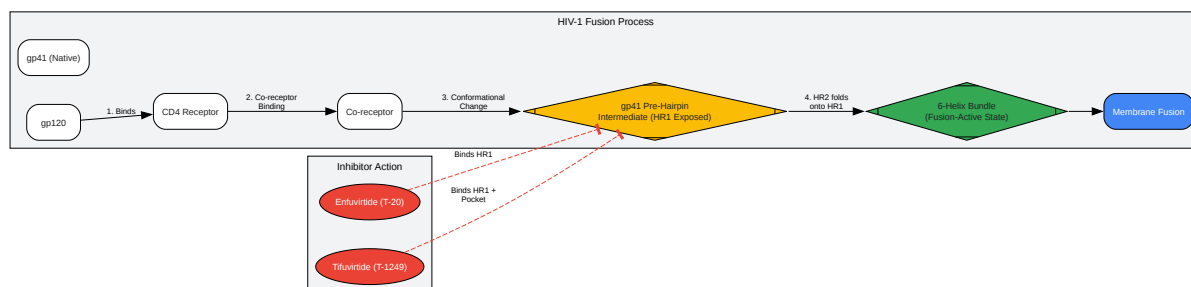 HIV-1 Fusion Process
gp41 (Native)
gp120
1. Binds
CD4 Receptor
2. Co-receptor
Binding
Co-receptor
3. Conformational
Change
gp41 Pre-Hairpin
Intermediate (HR1 Exposed)
4. HR2 folds
onto HR1
6-Helix Bundle
(Fusion-Active State)
Membrane Fusion
Inhibitor Action
Binds HR1
Enfuvirtide (T-20)
Binds HR1 +
Pocket
Tifuvirtide (T-1249)